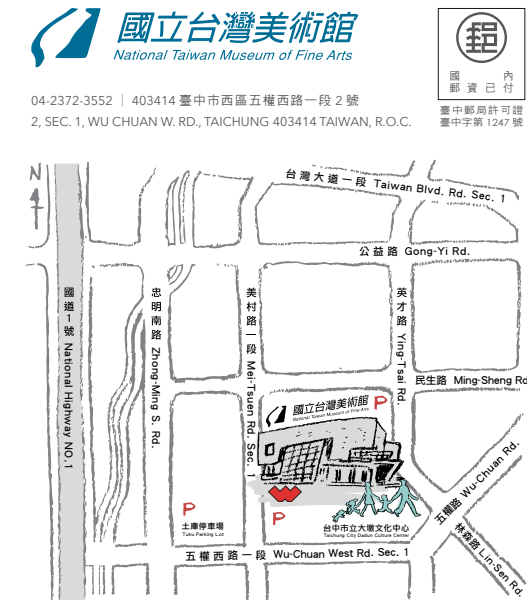 國立台灣美術館
National Taiwan Museum of Fine Arts
國內
郵資已付
臺中郵局許可證
臺中字第 1247 號
04-2372-3552 | 403414 臺中市西區五權西路一段 2 號
2, SEC. 1, WU CHUAN W. RD., TAICHUNG 403414 TAIWAN, R.O.C.
N
台灣大道一段 Taiwan Blvd. Rd. Sec. 1
公益路 Gong-Yi Rd.
國道1號 National Highway NO.1
忠明南路 Zhong-Ming S. Rd.
美村路一段 Mei-Tsuen Rd. Sec. 1
英才路 Ying-Tsai Rd.
民生路 Ming-Sheng Rd
國立台灣美術館
National Taiwan Museum of Fine Arts
P
五權路 Wu-Chuan Rd.
林森路 Lin-Sen Rd.
P
土庫停車場
Tuku Parking Lot
P
台中市立大墩文化中心
Taichung City Dadun Culture Center
五權西路一段 Wu-Chuan West Rd. Sec. 1